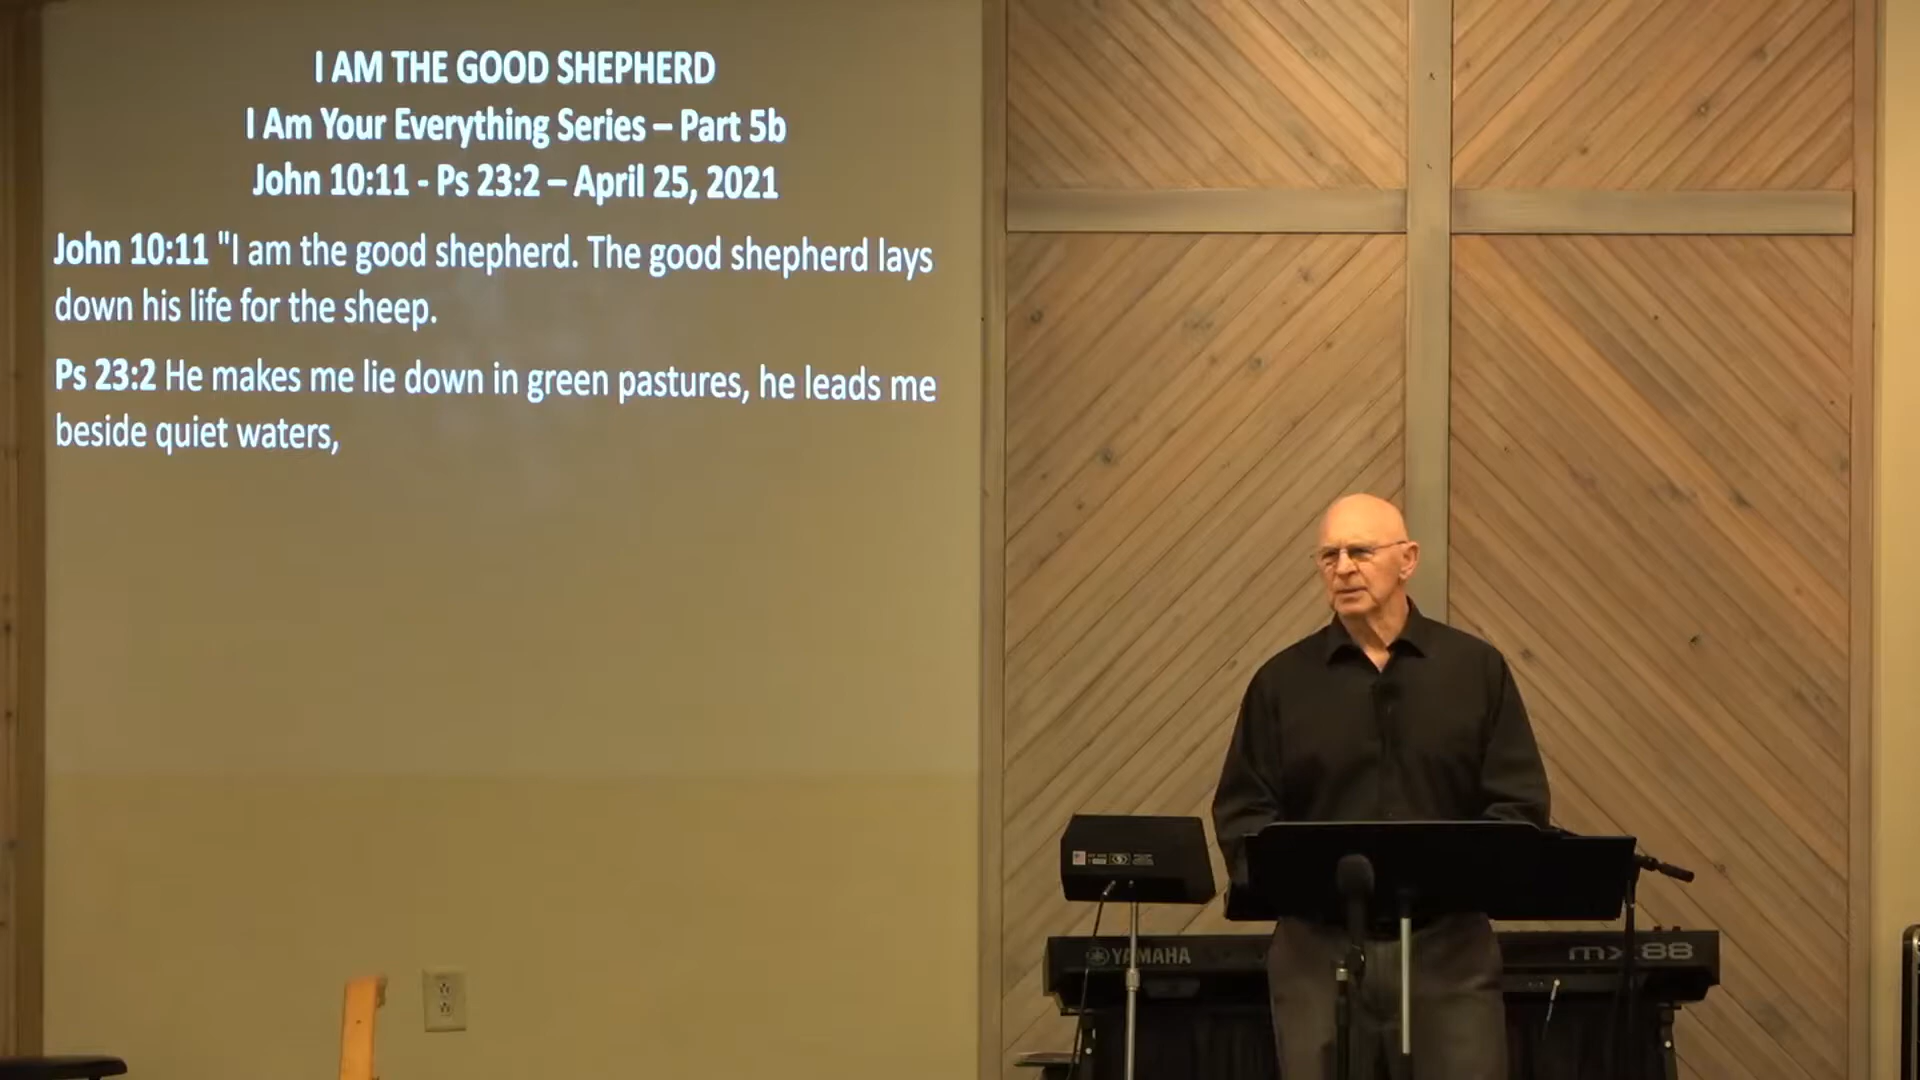 I AM THE GOOD SHEPHERD
I Am Your Everything Series – Part 5b
John 10:11 - Ps 23:2 – April 25, 2021
John 10:11 "I am the good shepherd. The good shepherd lays
down his life for the sheep.
Ps 23:2 He makes me lie down in green pastures, he leads me
beside quiet waters,
YAMAHA
MX 88